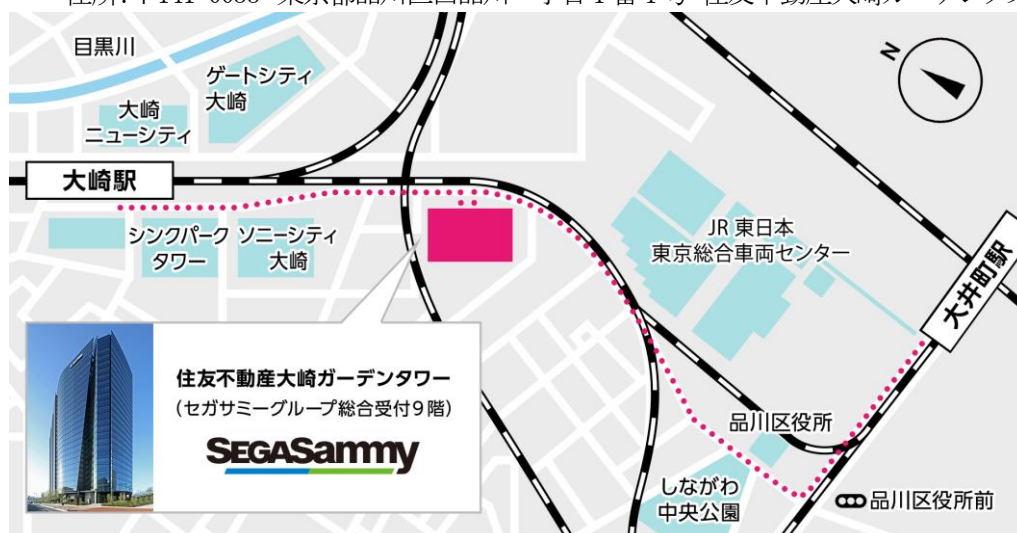 目黒川
ゲートシティ
大崎
大崎
ニューシティ
N
大崎駅
シンクパーク
タワー
ソニーシティ
大崎
JR 東日本
東京総合車両センター
大井町駅
住友不動産大崎ガーデンタワー
(セガサミーグループ総合受付9階)
SEGASammy
品川区役所
しながわ
中央公園
品川区役所前